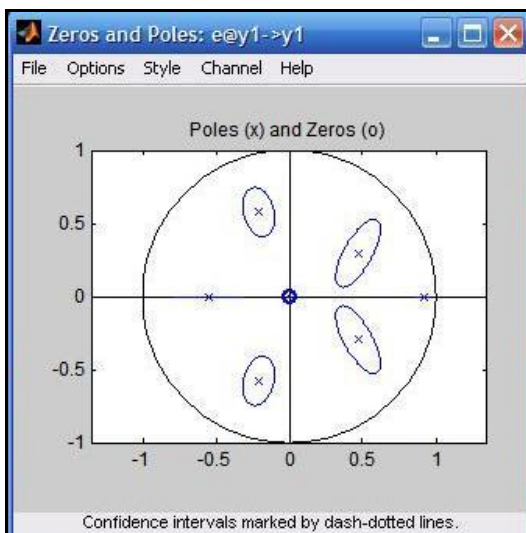 Zeros and Poles: e@y1->y1
File Options Style Channel Help
Poles (x) and Zeros (o)
1
0.5
0
-0.5
-1
-1 -0.5 0 0.5 1
Confidence intervals marked by dash-dotted lines.